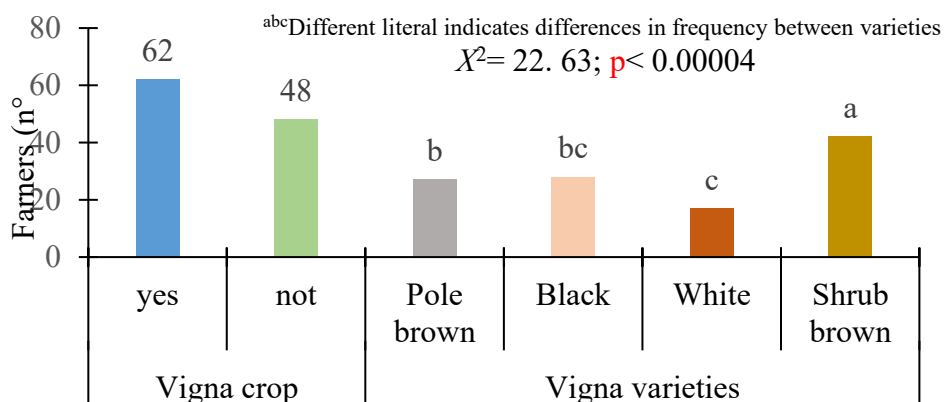 abcDifferent literal indicates differences in frequency between varieties
X2= 22. 63; p< 0.00004
Farners (n°
80
60
40
20
0
62
48
b
bc
c
a
yes
not
Pole
brown
Black
White
Shrub
brown
Vigna crop
Vigna varieties